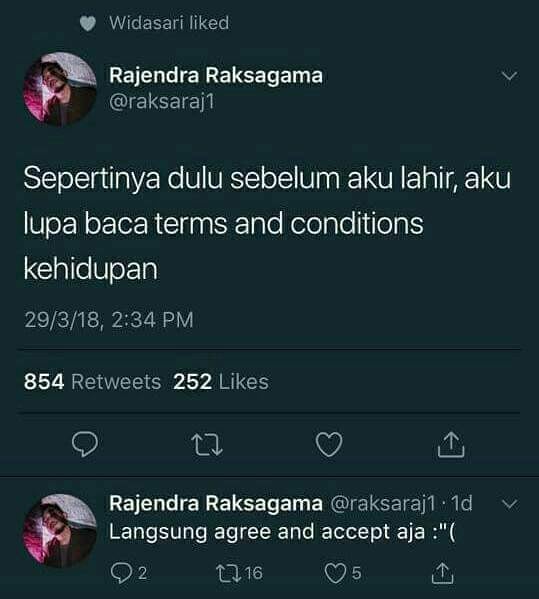 Widasari liked
Rajendra Raksagama
@raksaraj1
Sepertinya dulu sebelum aku lahir, aku
lupa baca terms and conditions
kehidupan
29/3/18, 2:34 PM
854 Retweets 252 Likes
Rajendra Raksagama @raksaraj1 · 1d
Langsung agree and accept aja :"(
2 16 5